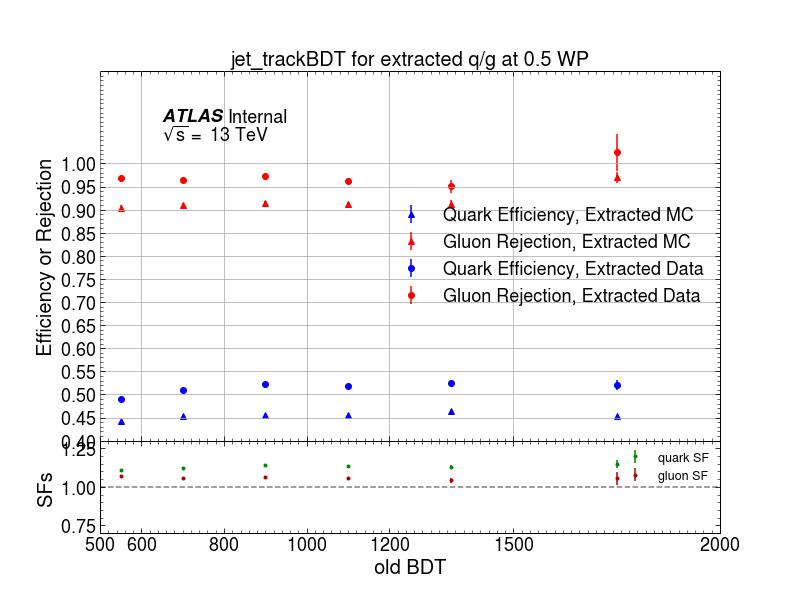 jet_trackBDT for extracted q/g at 0.5 WP
ATLAS Internal
√s = 13 TeV
Efficiency or Rejection
1.00
0.95
0.90
0.85
0.80
0.75
0.70
0.65
0.60
0.55
0.50
0.45
0.40
Quark Efficiency, Extracted MC
Gluon Rejection, Extracted MC
Quark Efficiency, Extracted Data
Gluon Rejection, Extracted Data
SFs
1.25
1.00
0.75
quark SF
gluon SF
500 600 800 1000 1200 1500 2000
old BDT